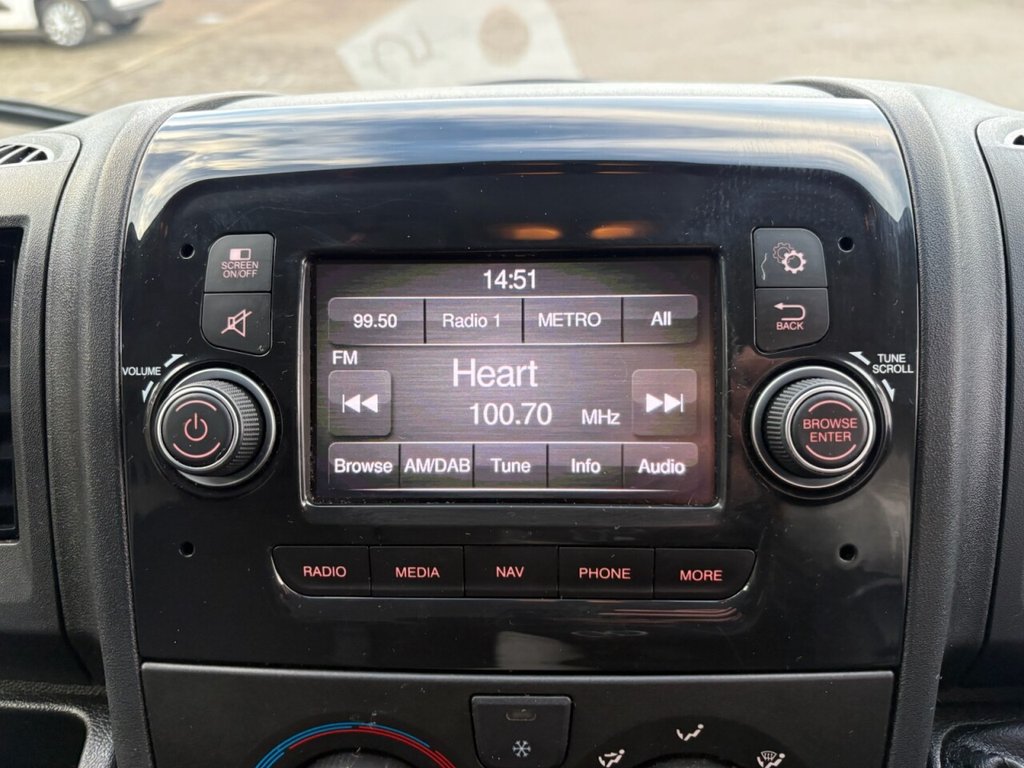 SCREEN
ON/OFF
14:51
99.50 Radio 1 METRO All
FM
Heart
100.70 MHz
Browse AM/DAB Tune Info Audio
VOLUME
BACK
TUNE
SCROLL
BROWSE
ENTER
RADIO MEDIA NAV PHONE MORE